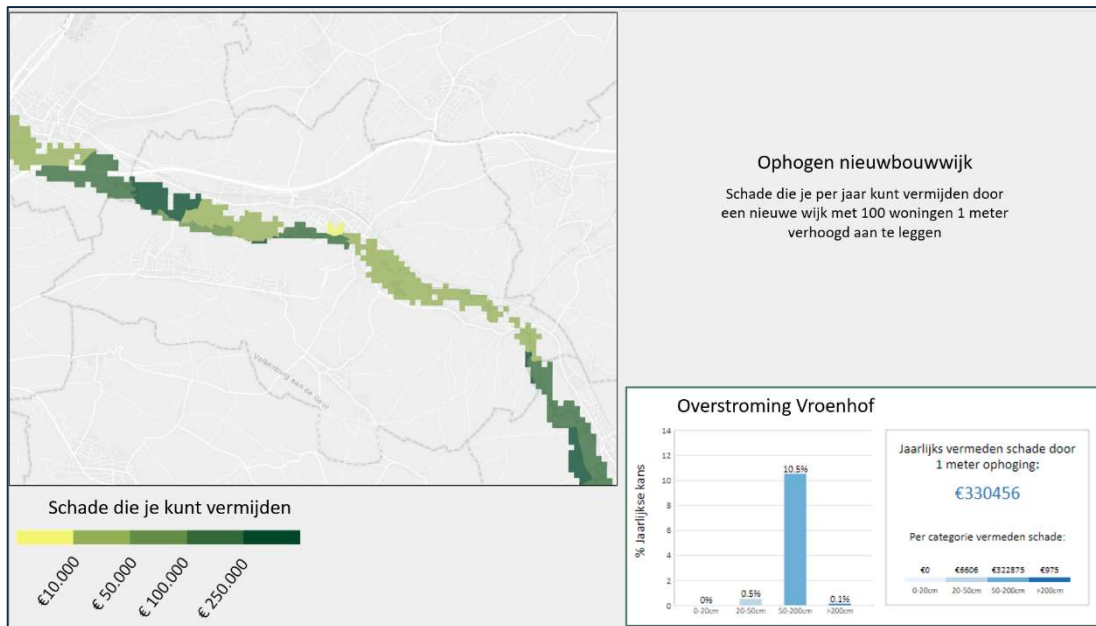 Valkenburg aan de Geul
Ophogen nieuwbouwwijk
Schade die je per jaar kunt vermijden door
een nieuwe wijk met 100 woningen 1 meter
verhoogd aan te leggen
Schade die je kunt vermijden
€10.000
€ 50.000
€ 100.000
€ 250.000
Overstroming Vroenhof
% Jaarlijkse kans
14
12
10
8
6
4
2
0
0%
0.5%
10.5%
0.1%
0-20cm
20-50cm
50-200cm
>200cm
Jaarlijks vermeden schade door
1 meter ophoging:
€330456
Per categorie vermeden schade:
€0 €6606 €322875 €975
0-20cm 20-50cm 50-200cm >200cm